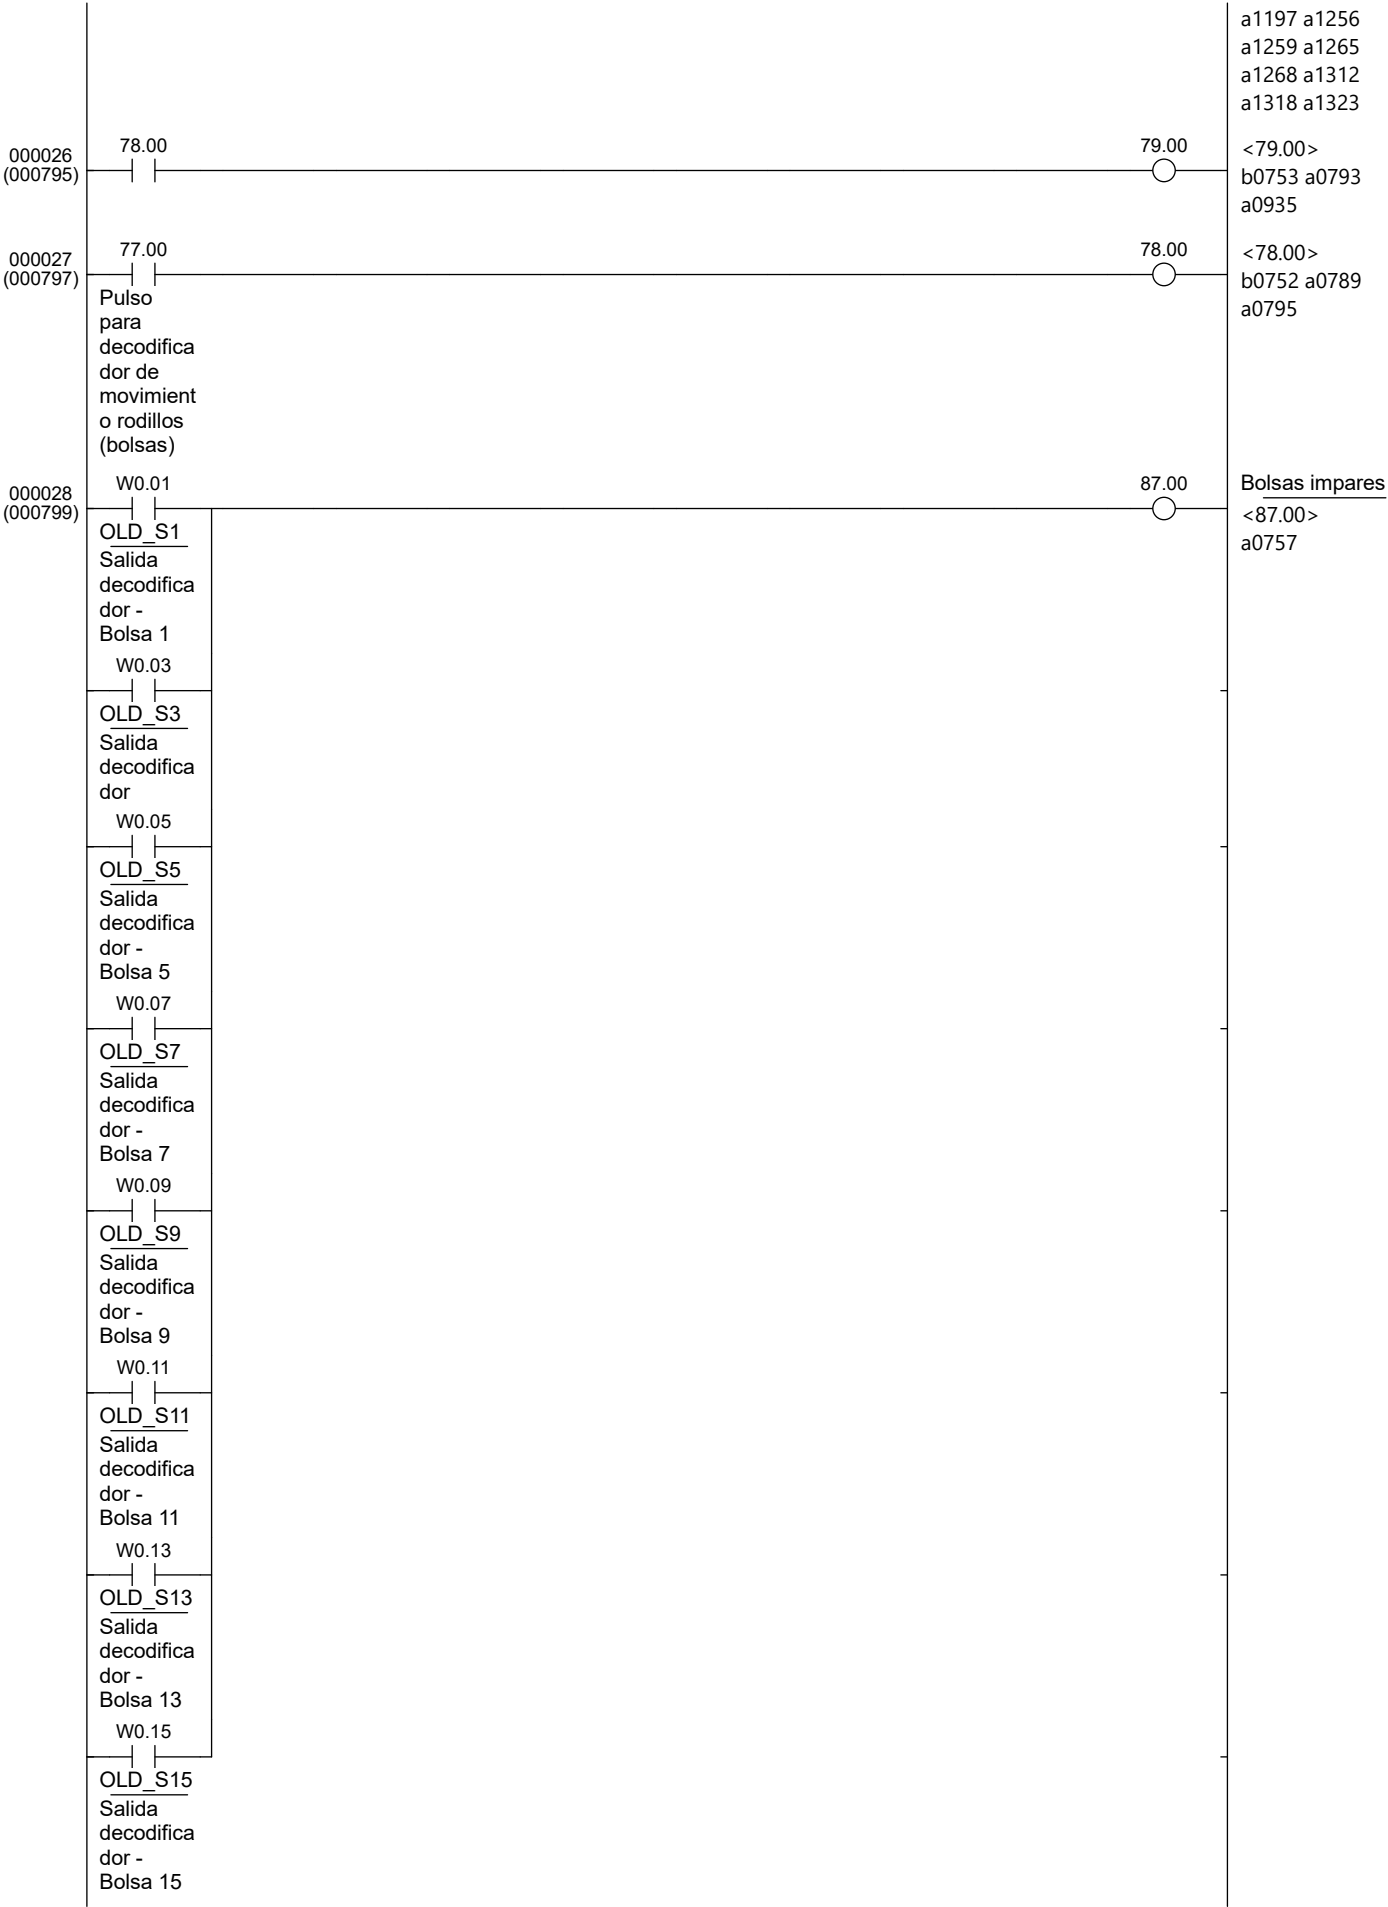 a1197 a1256
a1259 a1265
a1268 a1312
a1318 a1323
000026
(000795)
78.00
79.00
<79.00>
b0753 a0793
a0935
000027
(000797)
77.00
Pulso
para
decodifica
dor de
movimient
o rodillos
(bolsas)
78.00
<78.00>
b0752 a0789
a0795
000028
(000799)
W0.01
OLD_S1
Salida
decodifica
dor -
Bolsa 1
87.00
Bolsas impares
<87.00>
a0757
W0.03
OLD_S3
Salida
decodifica
dor
W0.05
OLD_S5
Salida
decodifica
dor -
Bolsa 5
W0.07
OLD_S7
Salida
decodifica
dor -
Bolsa 7
W0.09
OLD_S9
Salida
decodifica
dor -
Bolsa 9
W0.11
OLD_S11
Salida
decodifica
dor -
Bolsa 11
W0.13
OLD_S13
Salida
decodifica
dor -
Bolsa 13
W0.15
OLD_S15
Salida
decodifica
dor -
Bolsa 15